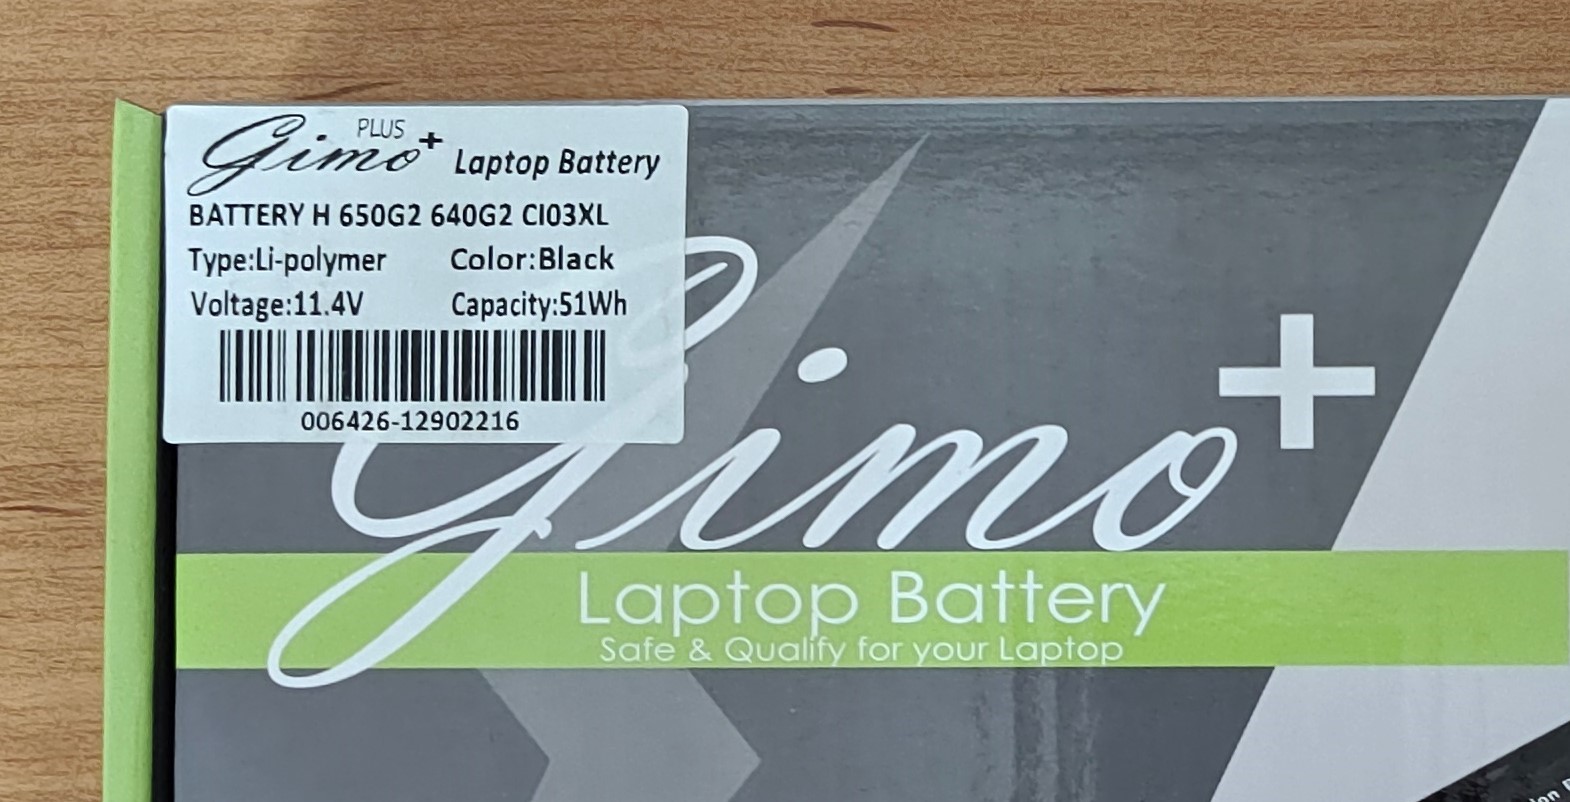 PLUS
Gimo+ Laptop Battery
BATTERY H 650G2 640G2 CI03XL
Type:Li-polymer Color:Black
Voltage:11.4V Capacity:51Wh
006426-12902216
Gimo+
Laptop Battery
Safe & Qualify for your Laptop